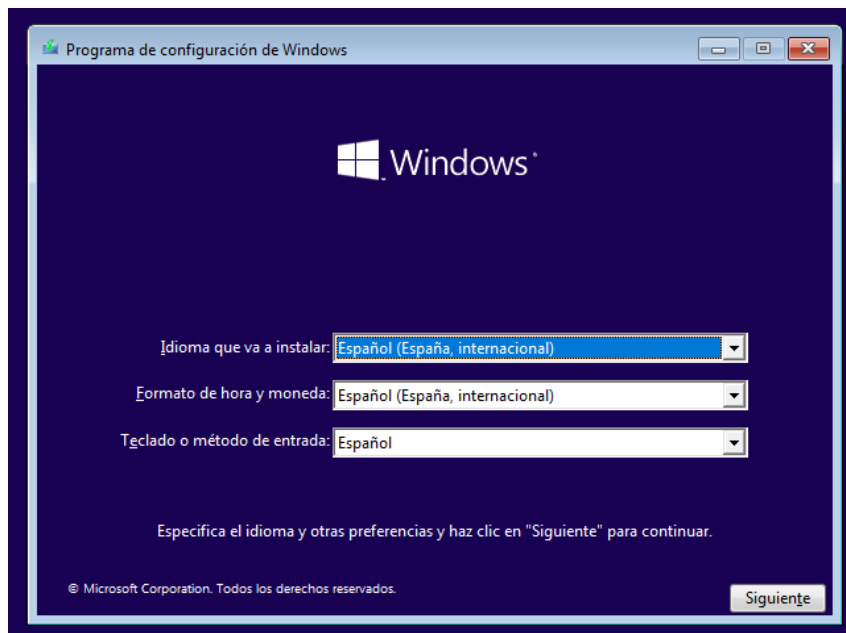 Programa de configuración de Windows
Windows
Idioma que va a instalar: Español (España, internacional)
Formato de hora y moneda: Español (España, internacional)
Teclado o método de entrada: Español
Especifica el idioma y otras preferencias y haz clic en "Siguiente" para continuar.
© Microsoft Corporation. Todos los derechos reservados.
Siguiente